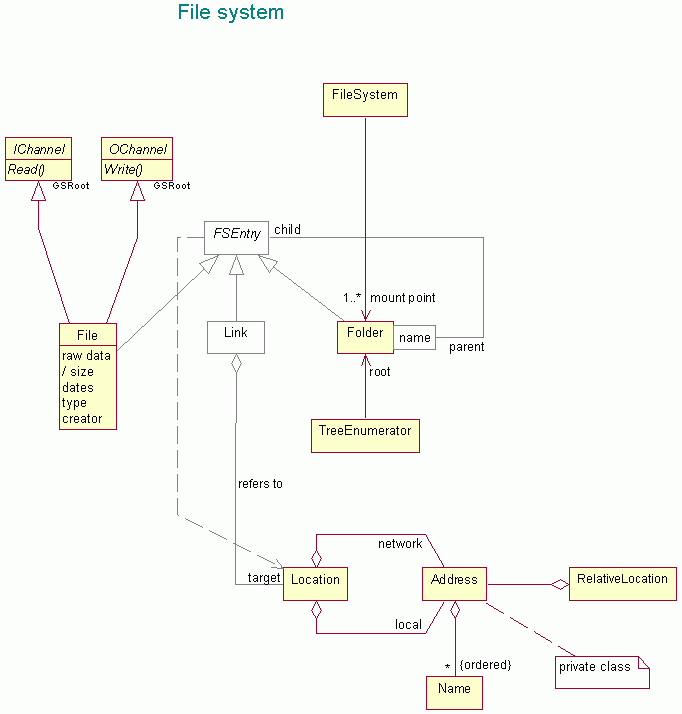 File system
FileSystem
IChannel
Read()
GSRoot
OChannel
Write()
GSRoot
FSEntry
child
1..*
mount point
File
raw data
/ size
dates
type
creator
Link
Folder
name
parent
root
TreeEnumerator
refers to
network
target
Location
Address
RelativeLocation
local
private class
*
{ordered}
Name